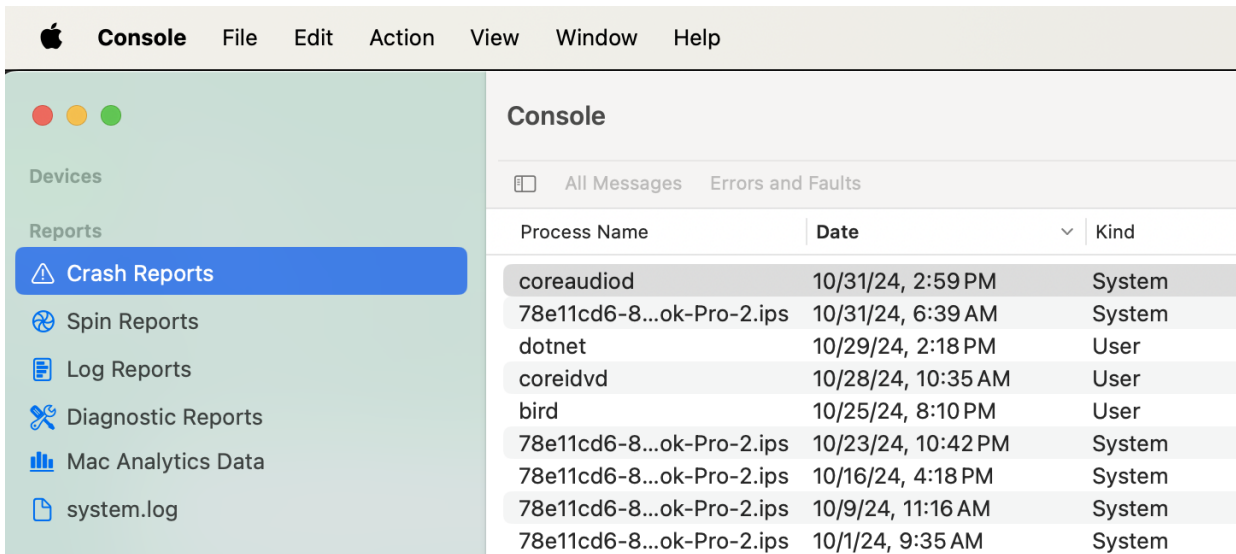 Console File Edit Action View Window Help
Devices
Reports
Crash Reports
Spin Reports
Log Reports
Diagnostic Reports
Mac Analytics Data
system.log
Console
All Messages Errors and Faults
Process Name Date Kind
coreaudiod 10/31/24, 2:59 PM System
78e11cd6-8...ok-Pro-2.ips 10/31/24, 6:39 AM System
dotnet 10/29/24, 2:18 PM User
coreidvd 10/28/24, 10:35 AM User
bird 10/25/24, 8:10 PM User
78e11cd6-8...ok-Pro-2.ips 10/23/24, 10:42 PM System
78e11cd6-8...ok-Pro-2.ips 10/16/24, 4:18 PM System
78e11cd6-8...ok-Pro-2.ips 10/9/24, 11:16 AM System
78e11cd6-8...ok-Pro-2.ips 10/1/24, 9:35 AM System